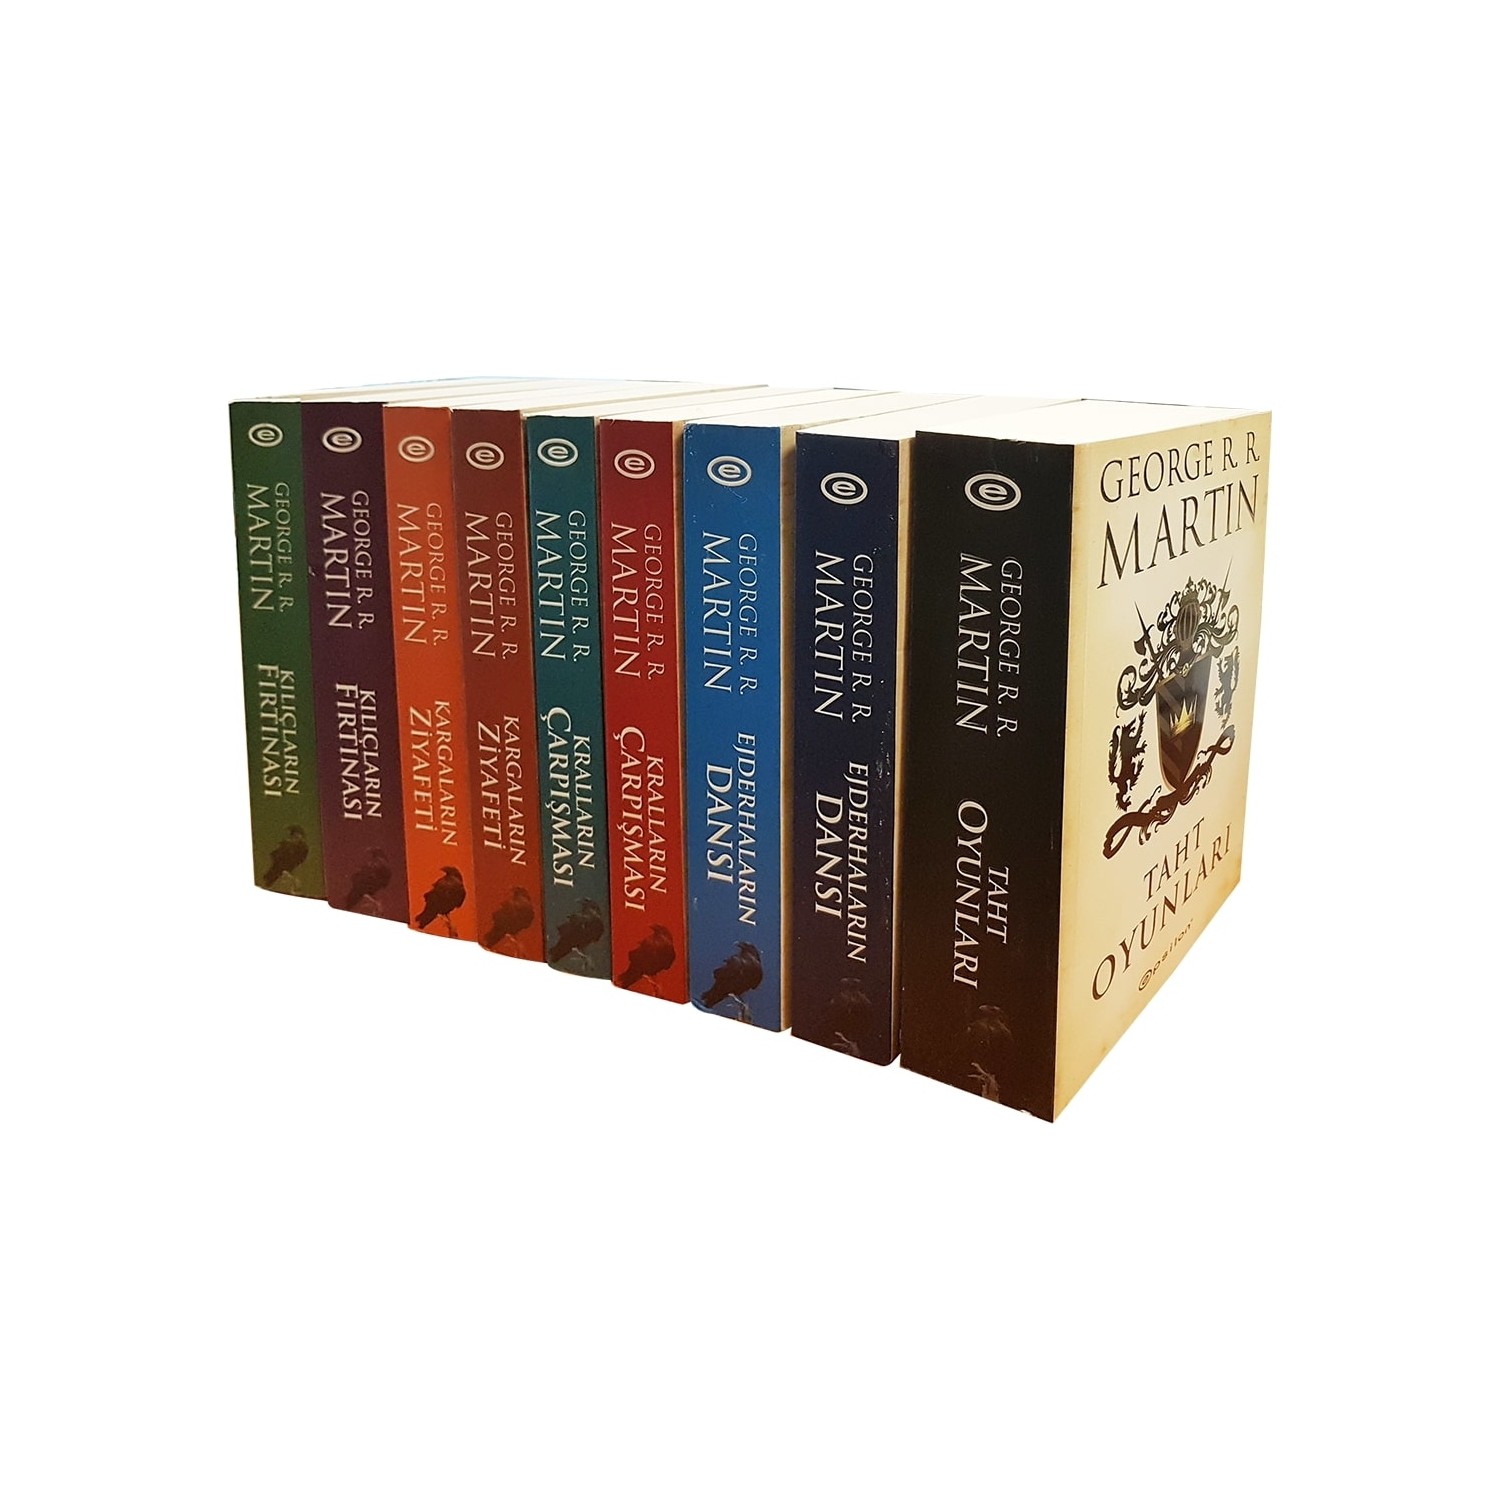 GEORGE R. R.
MARTIN
KILIÇLARIN
FIRTINASI
GEORGE R. R.
MARTIN
KILIÇLARIN
FIRTINASI
GEORGE R. R.
MARTIN
KARGALARIN
ZİYAFETİ
GEORGE R. R.
MARTIN
KARGALARIN
ZİYAFETİ
GEORGE R. R.
MARTIN
KRALLARIN
ÇARPIŞMASI
GEORGE R. R.
MARTIN
KRALLARIN
ÇARPIŞMASI
GEORGE R. R.
MARTIN
EJDERHALARIN
DANSI
GEORGE R. R.
MARTIN
EJDERHALARIN
DANSI
GEORGE R. R.
MARTIN
TAHT
OYUNLARI
GEORGE R. R.
MARTIN
TAHT
OYUNLARI
epsilon